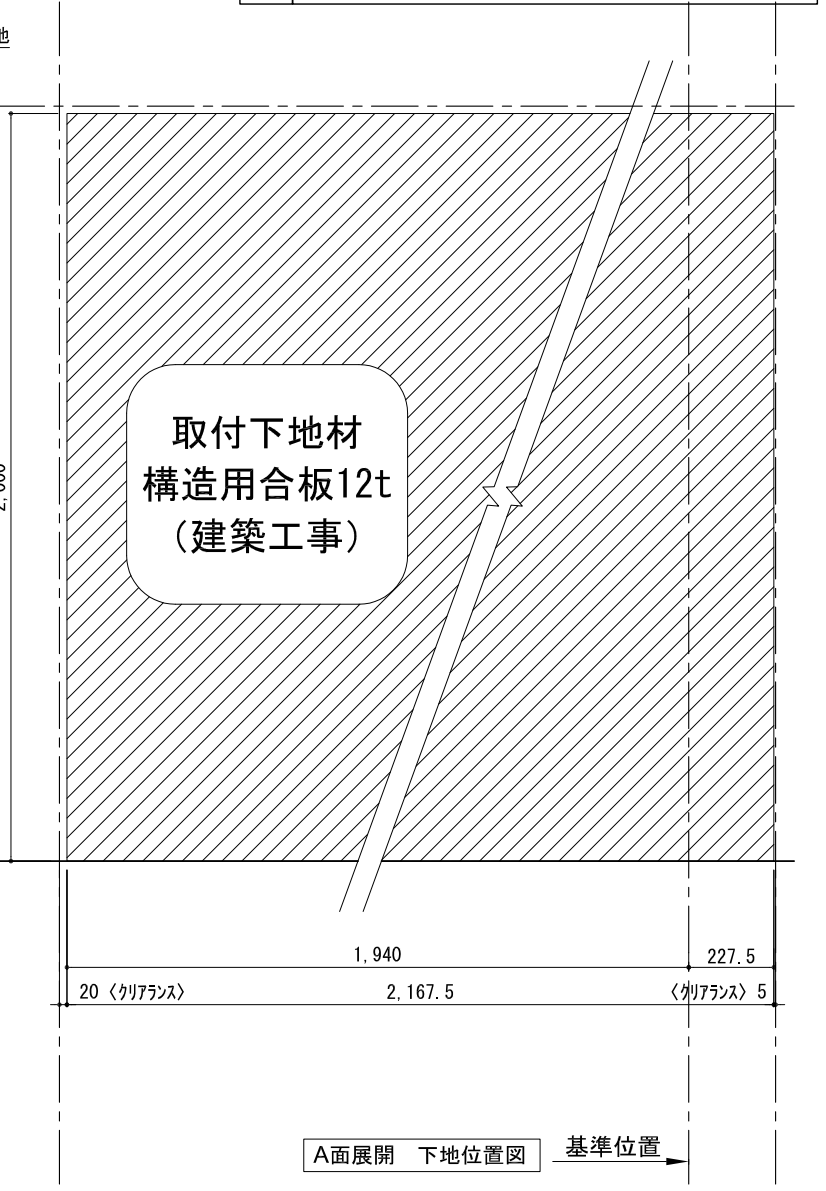 地
取付下地材
構造用合板12t
(建築工事)
1,940
227.5
20 〈クリアランス〉
2,167.5
〈クリアランス〉 5
A面展開 下地位置図
基準位置